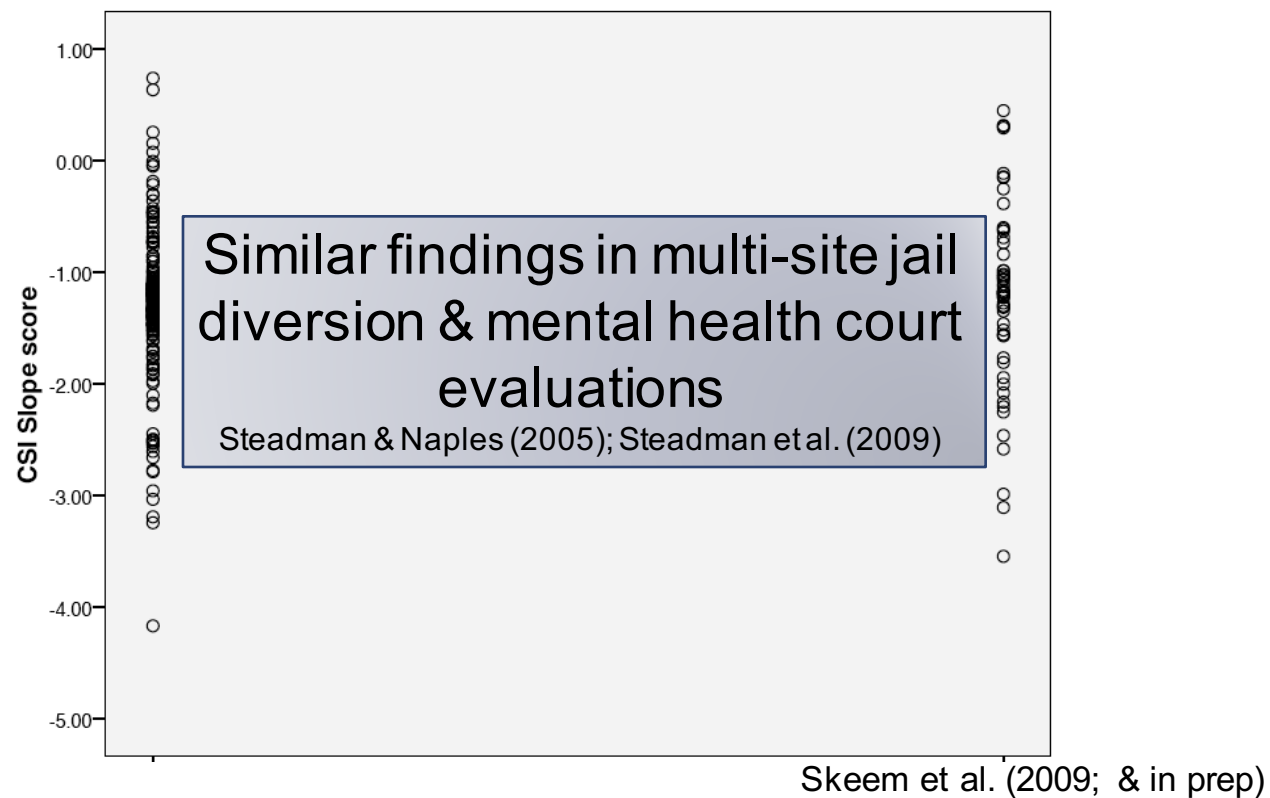 1.00
0.00
-1.00
-2.00
-3.00
-4.00
-5.00
CSI Slope score
Similar findings in multi-site jail
diversion & mental health court
evaluations
Steadman & Naples (2005); Steadman et al. (2009)
Skeem et al. (2009; & in prep)